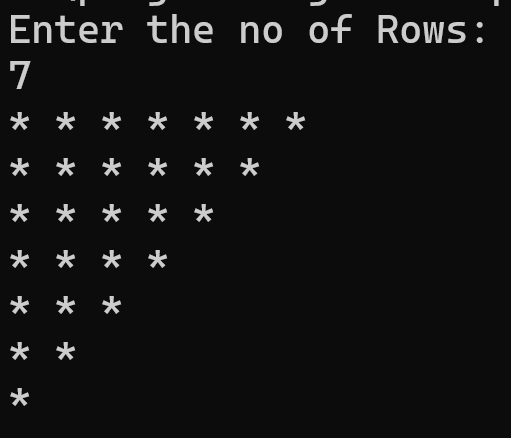 Enter the no of Rows:
7
* * * * * * *
* * * * * *
* * * * *
* * * *
* * *
* *
*